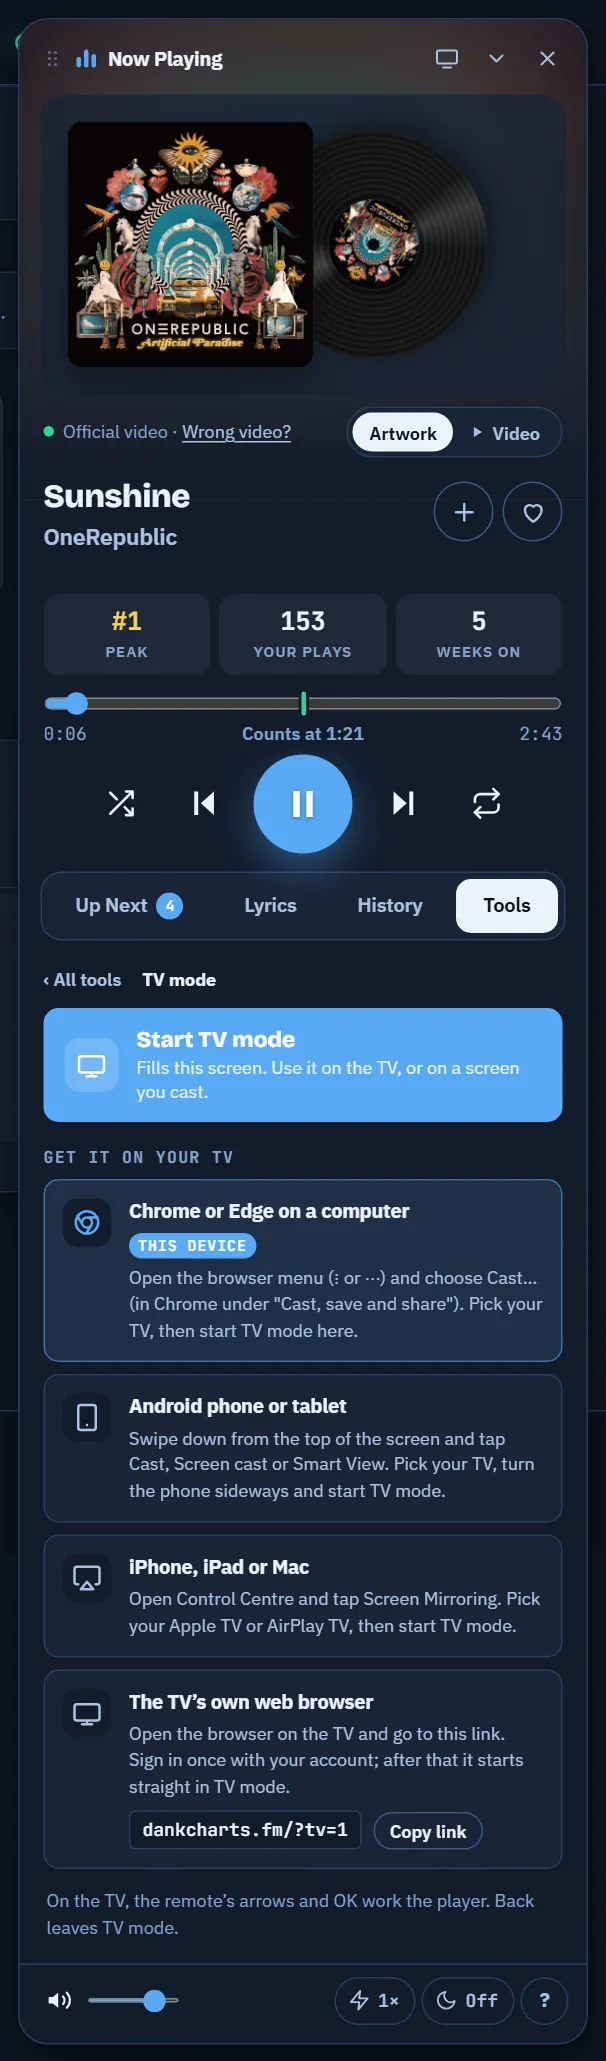 Now Playing
ONEREPUBLIC
Artificial Paradise
Official video · Wrong video?
Artwork
Video
Sunshine
OneRepublic
#1
PEAK
153
YOUR PLAYS
5
WEEKS ON
0:06
Counts at 1:21
2:43
Up Next 4
Lyrics
History
Tools
‹ All tools
TV mode
Start TV mode
Fills this screen. Use it on the TV, or on a screen
you cast.
GET IT ON YOUR TV
Chrome or Edge on a computer
THIS DEVICE
Open the browser menu (⋮ or ⋯) and choose Cast...
(in Chrome under "Cast, save and share"). Pick your
TV, then start TV mode here.
Android phone or tablet
Swipe down from the top of the screen and tap
Cast, Screen cast or Smart View. Pick your TV, turn
the phone sideways and start TV mode.
iPhone, iPad or Mac
Open Control Centre and tap Screen Mirroring. Pick
your Apple TV or AirPlay TV, then start TV mode.
The TV’s own web browser
Open the browser on the TV and go to this link.
Sign in once with your account; after that it starts
straight in TV mode.
dankcharts.fm/?tv=1
Copy link
On the TV, the remote’s arrows and OK work the player. Back
leaves TV mode.
1×
Off
?